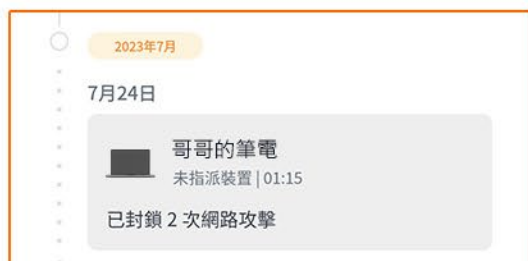 2023年7月
7月24日
哥哥的筆電
未指派裝置 | 01:15
已封鎖 2 次網路攻擊